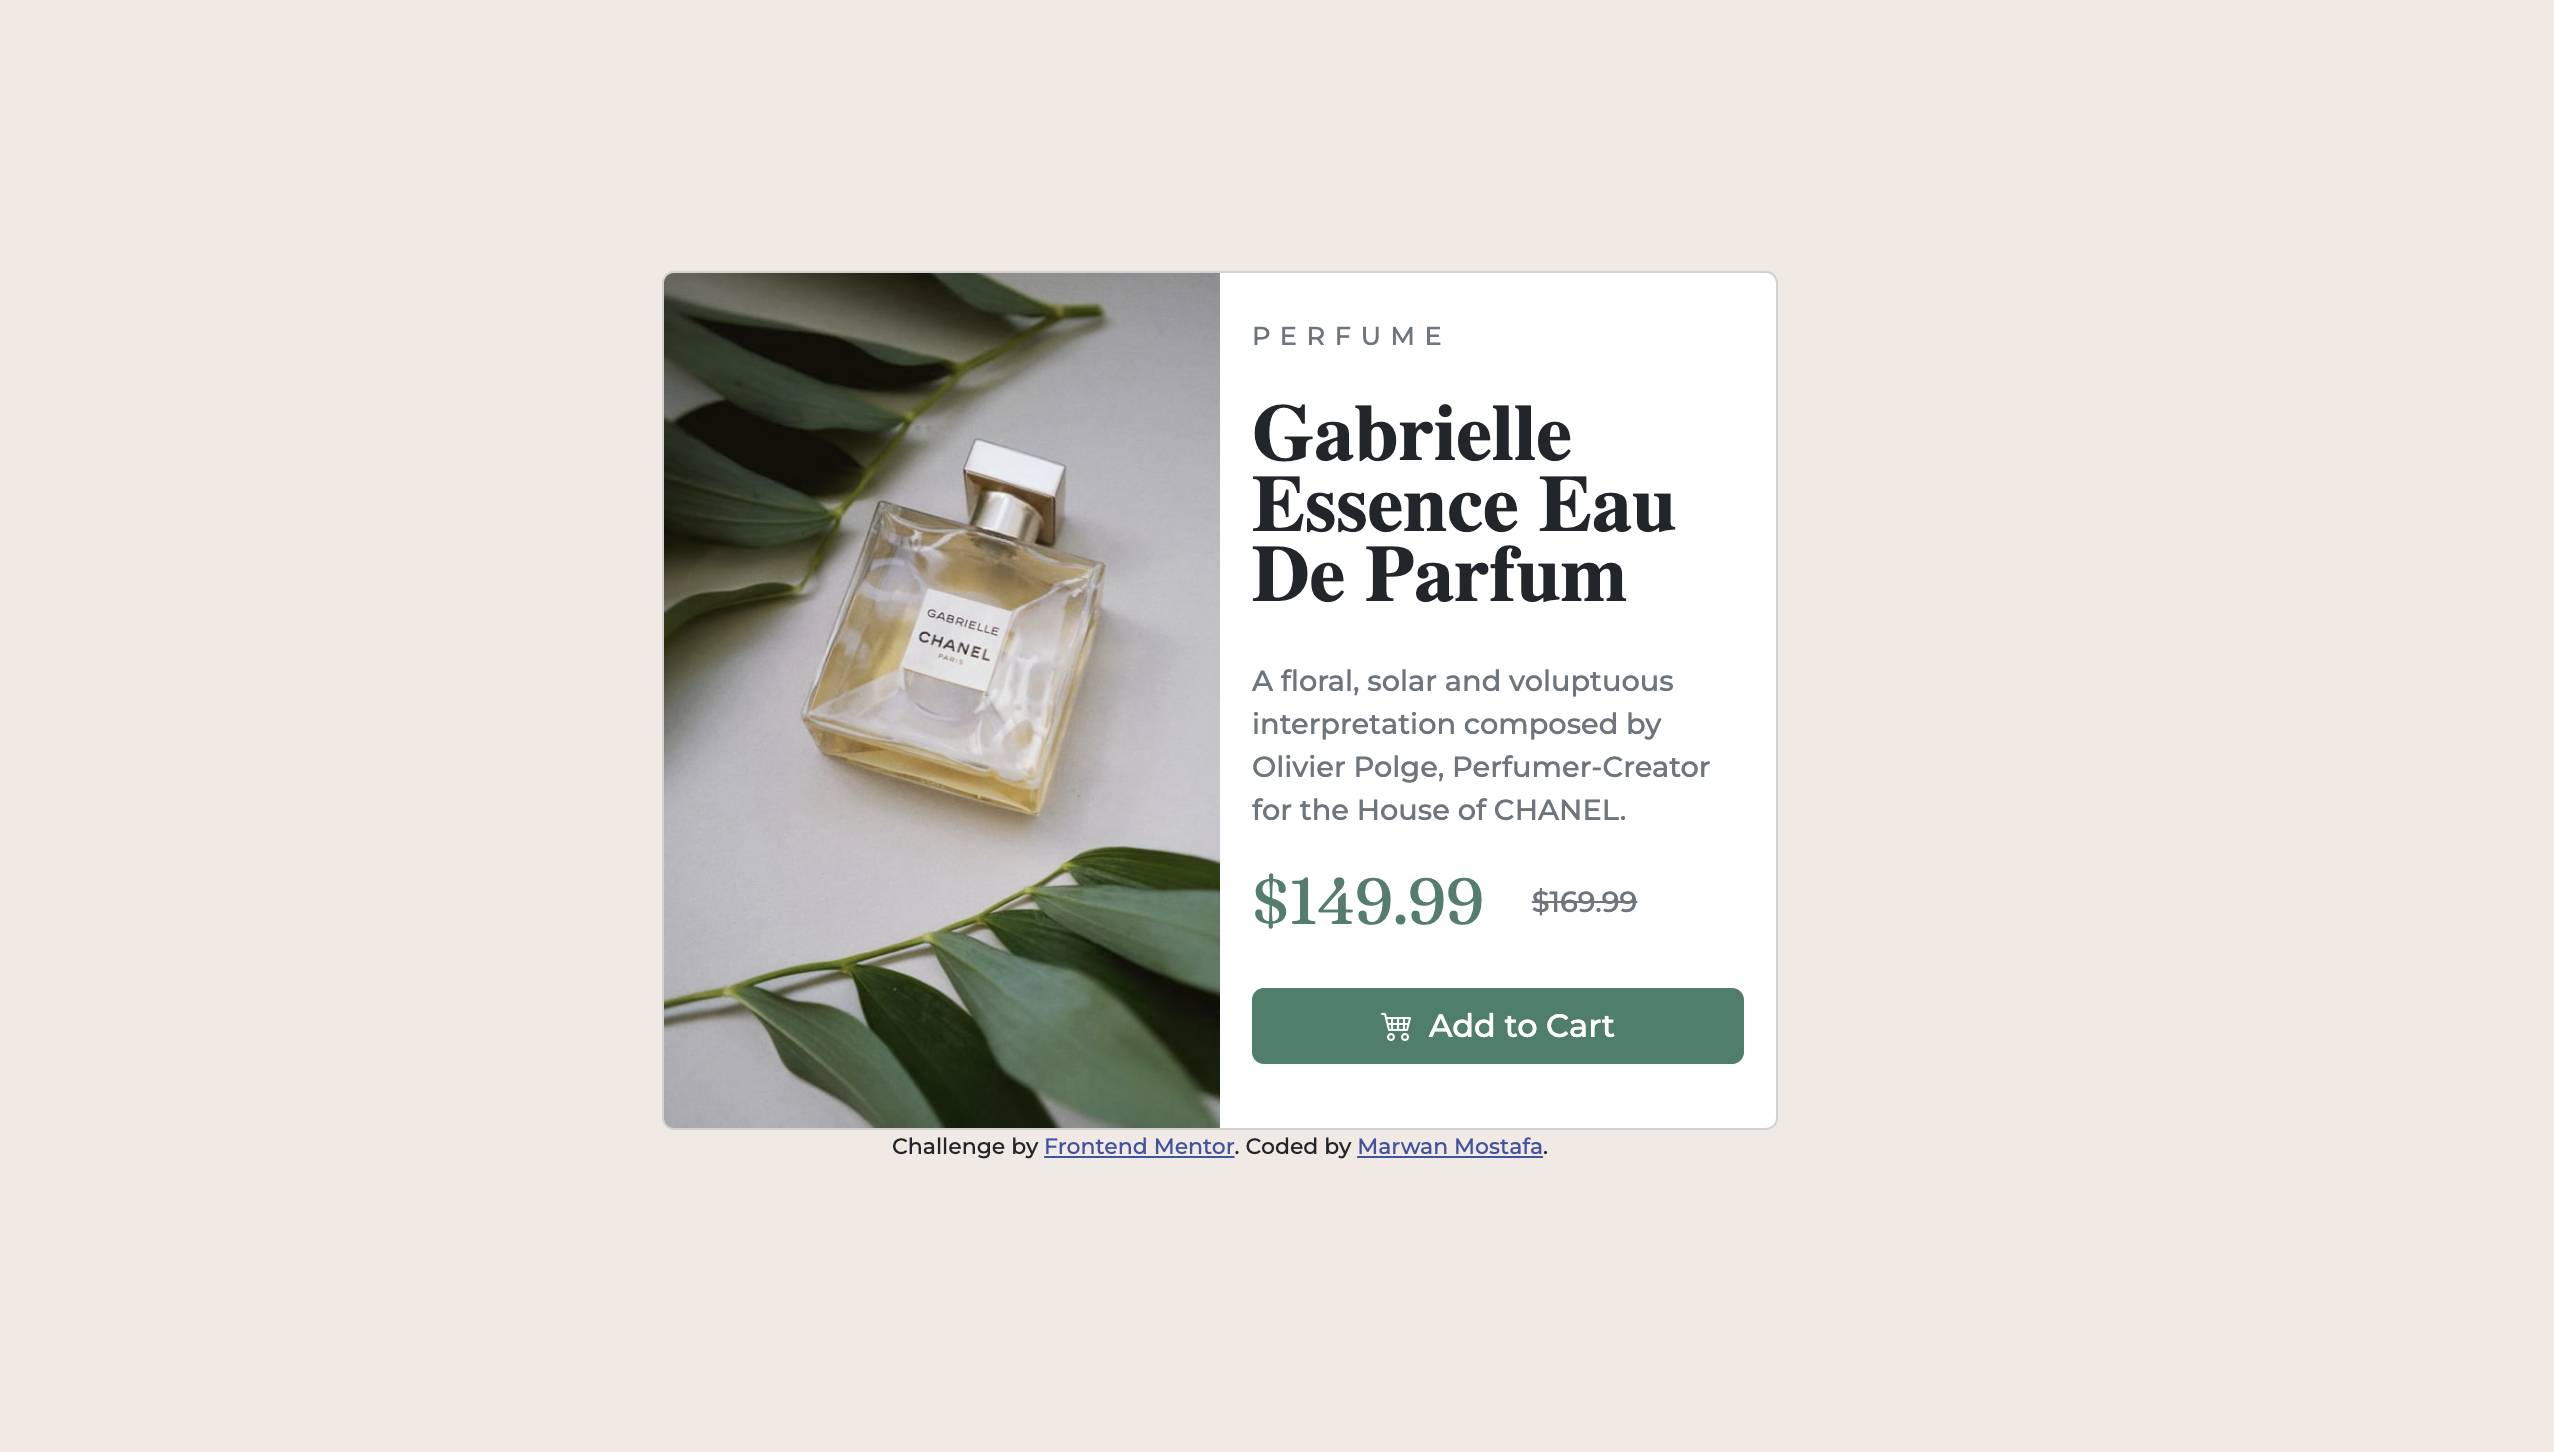 GABRIELLE
CHANEL
PARIS
PERFUME
Gabrielle
Essence Eau
De Parfum
A floral, solar and voluptuous
interpretation composed by
Olivier Polge, Perfumer-Creator
for the House of CHANEL.
$149.99 $169.99
Add to Cart
Challenge by Frontend Mentor. Coded by Marwan Mostafa.